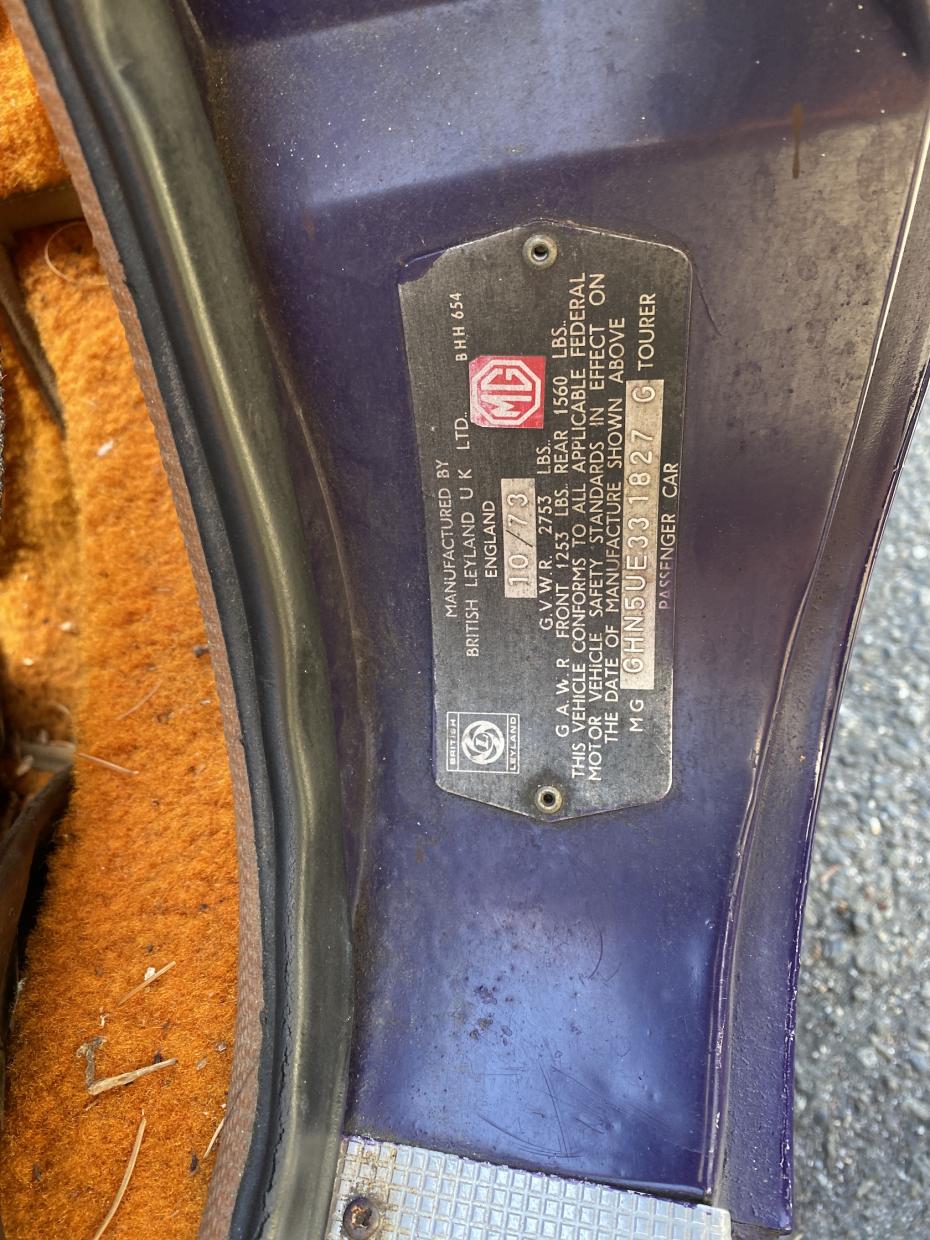 MANUFACTURED BY
BRITISH LEYLAND U K LTD. BHH 654
ENGLAND
BRITISH
LEYLAND
10/73
MG
G.V.W.R. 2753 LBS.
G.A.W.R FRONT 1253 LBS. REAR 1560 LBS.
THIS VEHICLE CONFORMS TO ALL APPLICABLE FEDERAL
MOTOR VEHICLE SAFETY STANDARDS IN EFFECT ON
THE DATE OF MANUFACTURE SHOWN ABOVE
MG GHN5UE331827 G TOURER
PASSENGER CAR